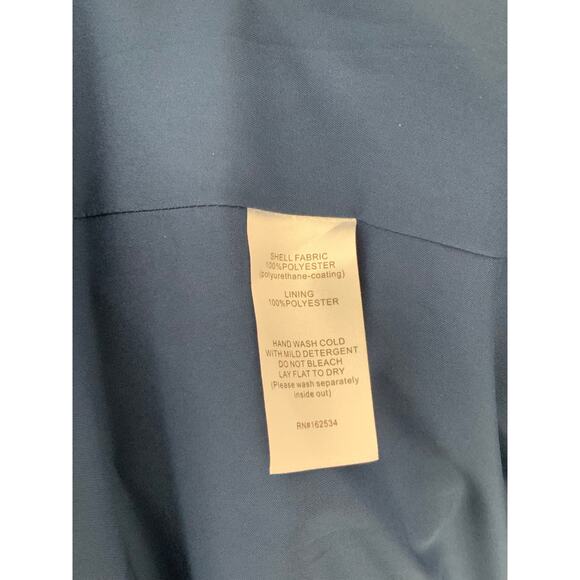 SHELL FABRIC
100%POLYESTER
(polyurethane-coating)
LINING
100%POLYESTER
HAND WASH COLD
WITH MILD DETERGENT
DO NOT BLEACH
LAY FLAT TO DRY
(Please wash separately
inside out)
RN#162534